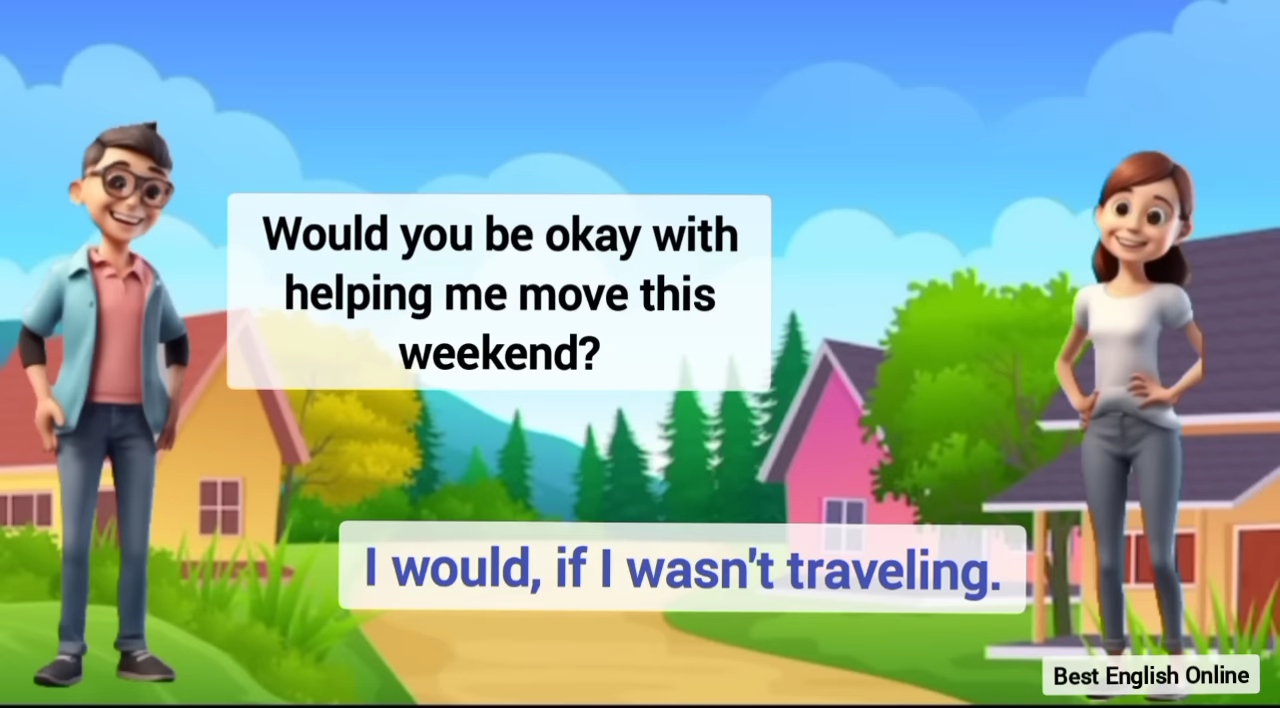 Would you be okay with
helping me move this
weekend?
I would, if I wasn't traveling.
Best English Online